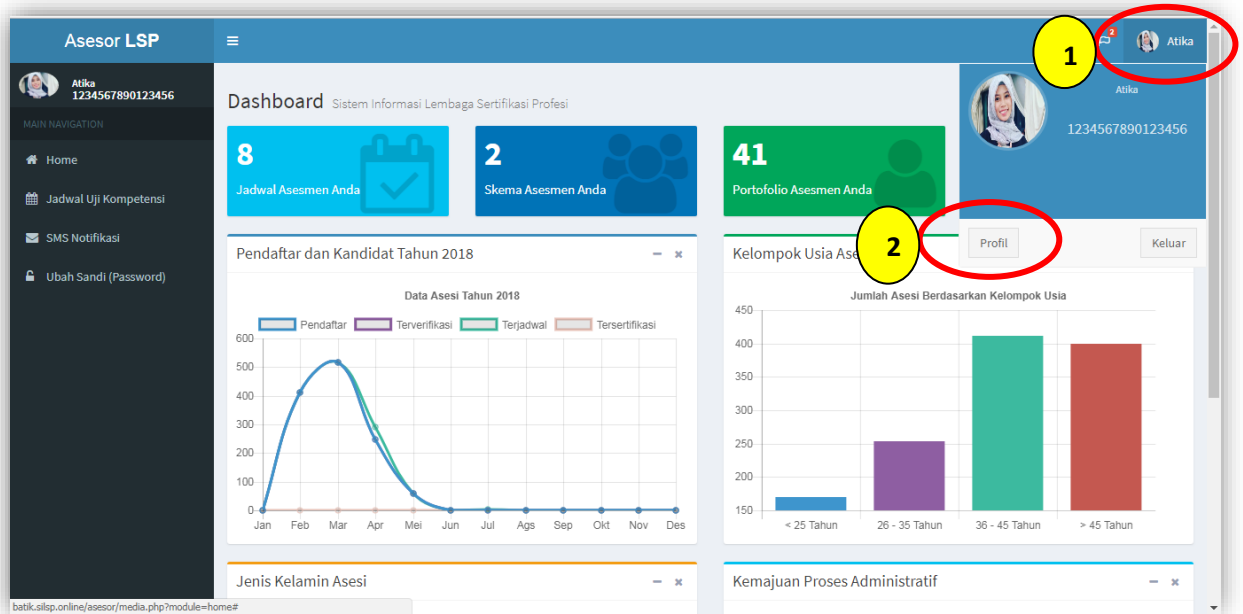 Asesor LSP
2
Atika
1
Atika
1234567890123456
MAIN NAVIGATION
Home
Jadwal Uji Kompetensi
SMS Notifikasi
Ubah Sandi (Password)
Dashboard Sistem Informasi Lembaga Sertifikasi Profesi
8
Jadwal Asesmen Anda
2
Skema Asesmen Anda
41
Portofolio Asesmen Anda
Atika
1234567890123456
2
Profil
Keluar
Pendaftar dan Kandidat Tahun 2018
Data Asesi Tahun 2018
Pendaftar Terverifikasi Terjadwal Tersertifikasi
600
500
400
300
200
100
0
Jan Feb Mar Apr Mei Jun Jul Ags Sep Okt Nov Des
Kelompok Usia Ase
Jumlah Asesi Berdasarkan Kelompok Usia
450
400
350
300
250
200
150
< 25 Tahun 26 - 35 Tahun 36 - 45 Tahun > 45 Tahun
Jenis Kelamin Asesi
Kemajuan Proses Administratif
batik.silsp.online/asesor/media.php?module=home#